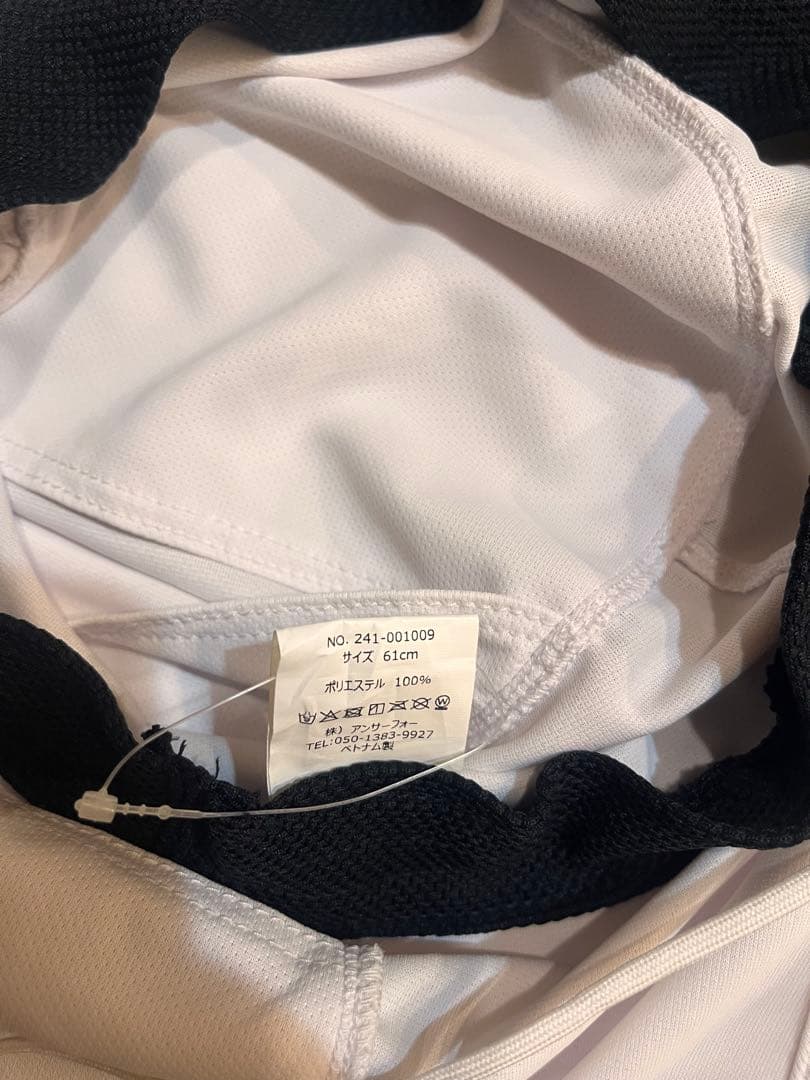 NO. 241-001009
サイズ 61cm
ポリエステル 100%
W
株）アンサーフォー
TEL:050-1383-9927
ベトナム製